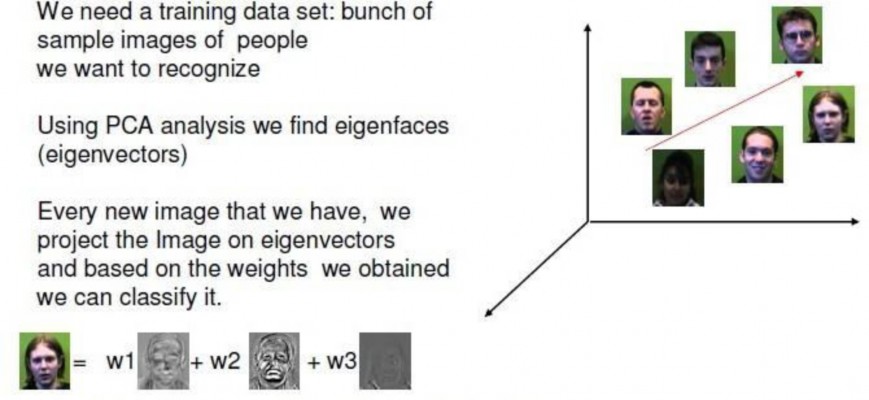 We need a training data set: bunch of
sample images of people
we want to recognize
Using PCA analysis we find eigenfaces
(eigenvectors)
Every new image that we have, we
project the Image on eigenvectors
and based on the weights we obtained
we can classify it.
= w1 + w2 + w3